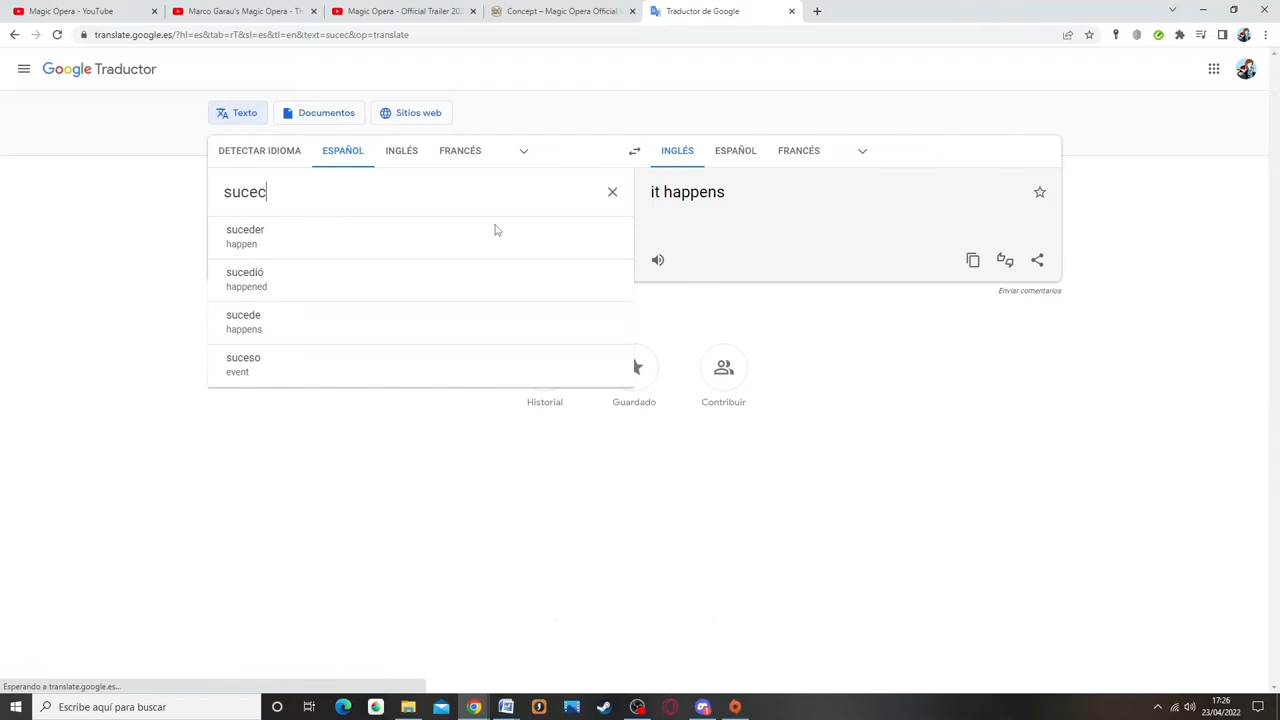 Magic Opera - YouTube
Marco Garau's Magic Opera - Th
Magic Opera - Official Trailer 202
Concept – Magic Opera Official
Traductor de Google
translate.google.es/?hl=es&tab=rT&sl=es&tl=en&text=sucec&op=translate
Google Traductor
Texto
Documentos
Sitios web
DETECTAR IDIOMA ESPAÑOL INGLÉS FRANCÉS
INGLÉS ESPAÑOL FRANCÉS
sucec
it happens
suceder
happen
sucedió
happened
sucede
happens
suceso
event
Enviar comentarios
Historial
Guardado
Contribuir
Esperando a translate.google.es...
Escribe aquí para buscar
17:26
23/04/2022